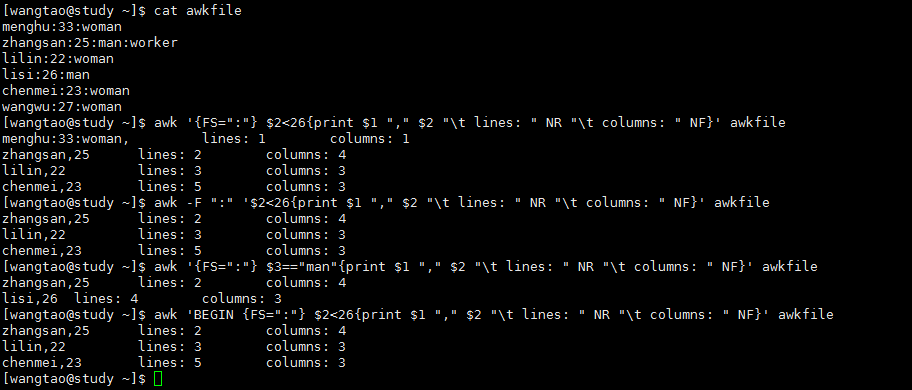 [wangtao@study ~]$ cat awkfile
menghu:33:woman
zhangsan:25:man:worker
lilin:22:woman
lisi:26:man
chenmei:23:woman
wangwu:27:woman
[wangtao@study ~]$ awk '{FS=":"} $2<26{print $1 "," $2 "\t lines: " NR "\t columns: " NF}' awkfile
menghu:33:woman,         lines: 1        columns: 1
zhangsan,25      lines: 2        columns: 4
lilin,22         lines: 3        columns: 3
chenmei,23       lines: 5        columns: 3
[wangtao@study ~]$ awk -F ":" '$2<26{print $1 "," $2 "\t lines: " NR "\t columns: " NF}' awkfile
zhangsan,25      lines: 2        columns: 4
lilin,22         lines: 3        columns: 3
chenmei,23       lines: 5        columns: 3
[wangtao@study ~]$ awk '{FS=":"} $3=="man"{print $1 "," $2 "\t lines: " NR "\t columns: " NF}' awkfile
zhangsan,25      lines: 2        columns: 4
lisi,26  lines: 4        columns: 3
[wangtao@study ~]$ awk 'BEGIN {FS=":"} $2<26{print $1 "," $2 "\t lines: " NR "\t columns: " NF}' awkfile
zhangsan,25      lines: 2        columns: 4
lilin,22         lines: 3        columns: 3
chenmei,23       lines: 5        columns: 3
[wangtao@study ~]$